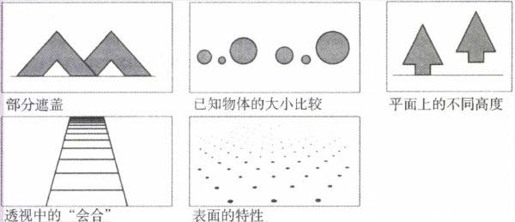 部分遮盖
已知物体的大小比较
平面上的不同高度
透视中的“会合”
表面的特性